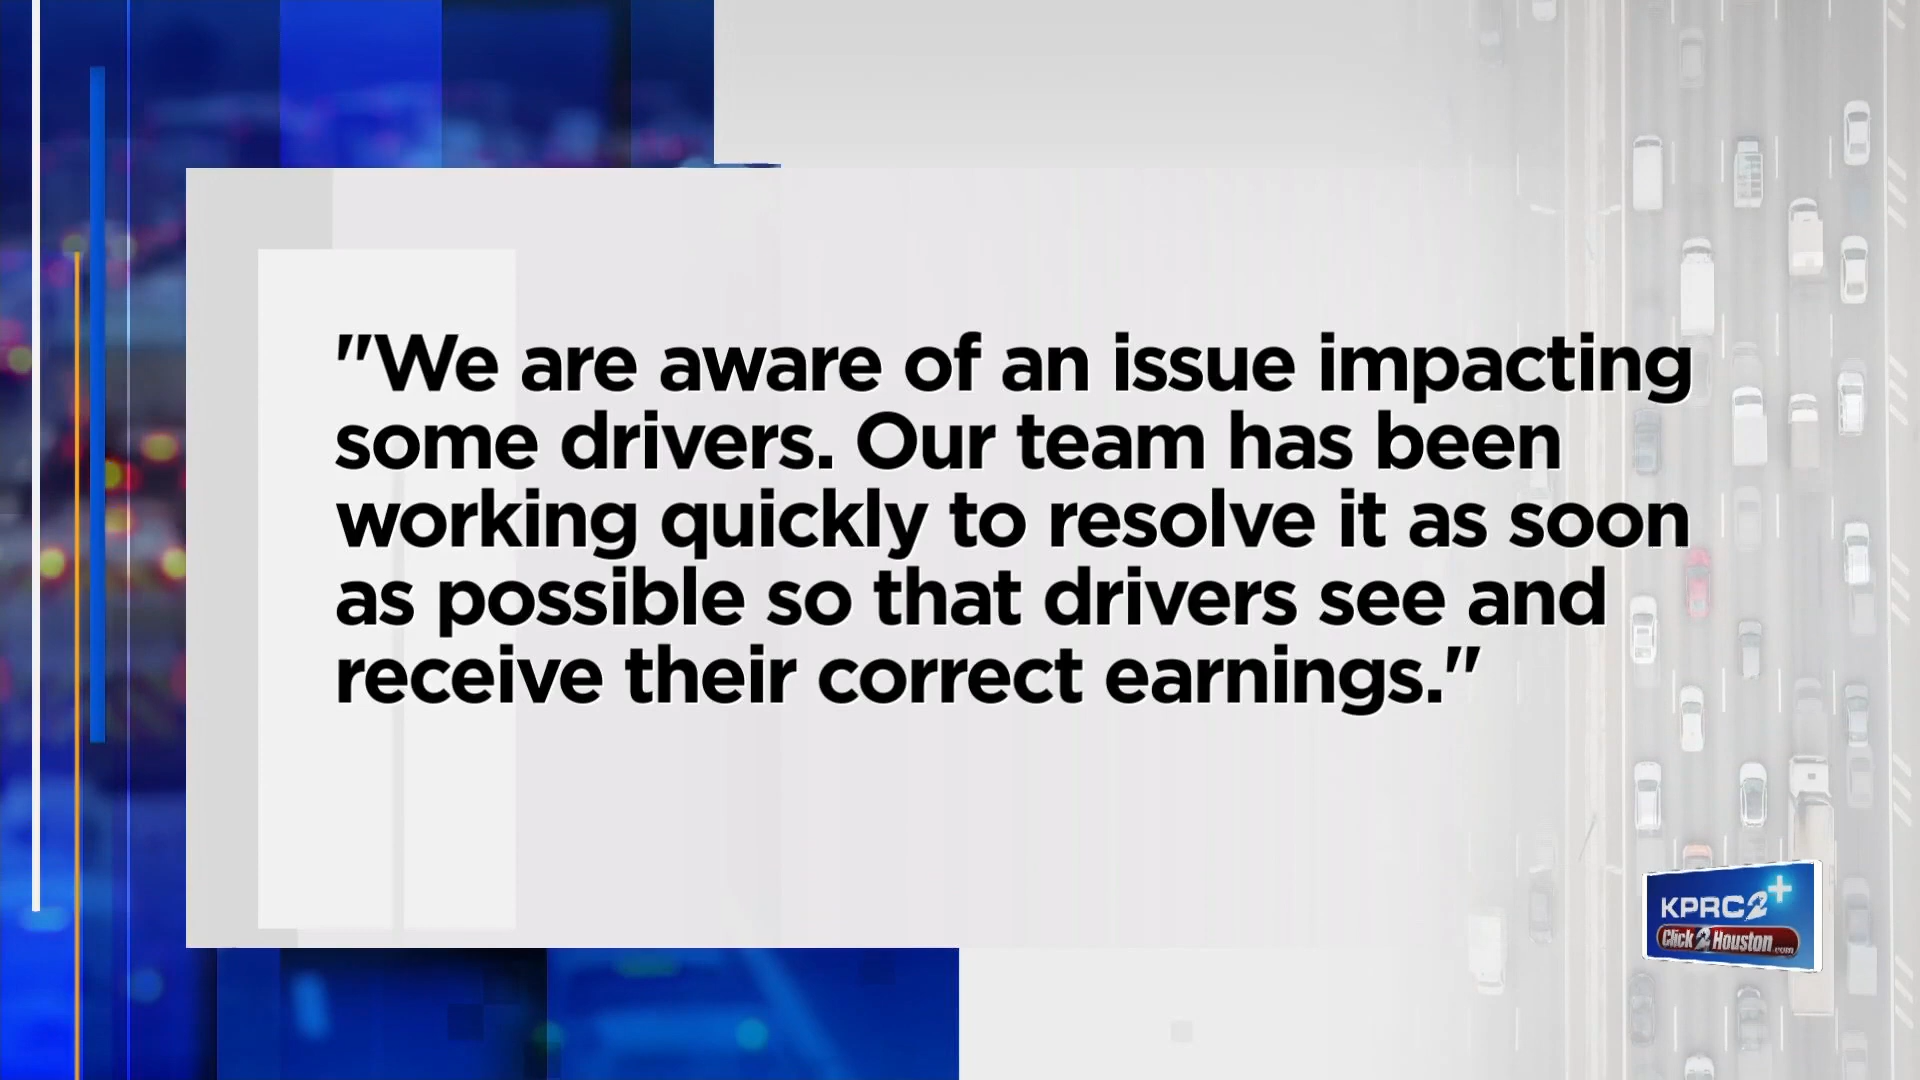 "We are aware of an issue impacting
some drivers. Our team has been
working quickly to resolve it as soon
as possible so that drivers see and
receive their correct earnings."
KPRC2+
Click2Houston.com